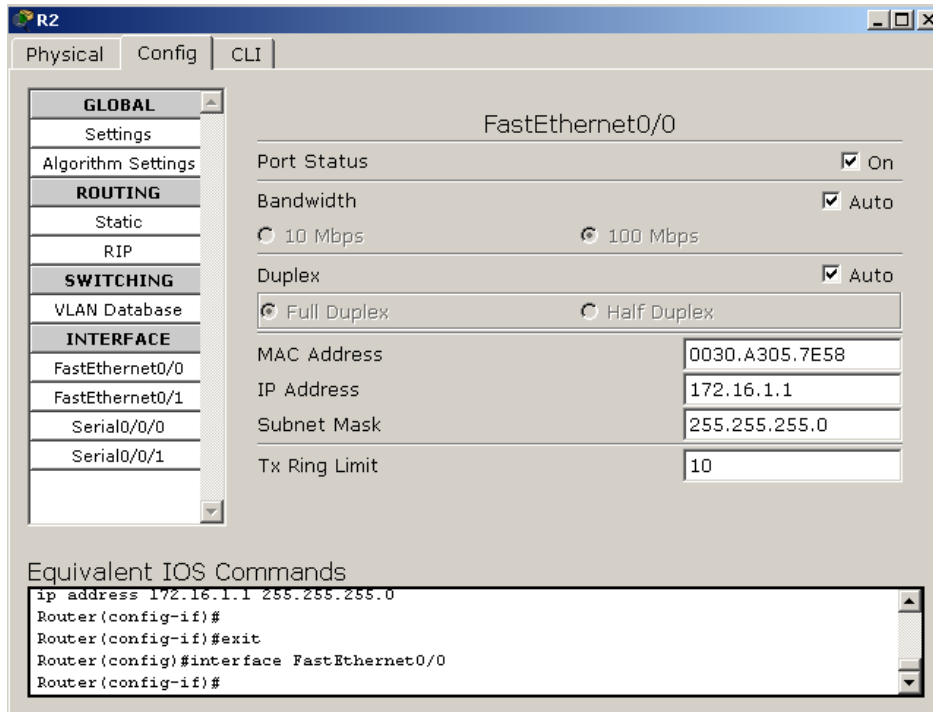 R2
Physical Config CLI
GLOBAL
Settings
Algorithm Settings
ROUTING
Static
RIP
SWITCHING
VLAN Database
INTERFACE
FastEthernet0/0
FastEthernet0/1
Serial0/0/0
Serial0/0/1
FastEthernet0/0
Port Status On
Bandwidth Auto
10 Mbps 100 Mbps
Duplex Auto
Full Duplex Half Duplex
MAC Address 0030.A305.7E58
IP Address 172.16.1.1
Subnet Mask 255.255.255.0
Tx Ring Limit 10
Equivalent IOS Commands
ip address 172.16.1.1 255.255.255.0
Router(config-if)#
Router(config-if)#exit
Router(config)#interface FastEthernet0/0
Router(config-if)#